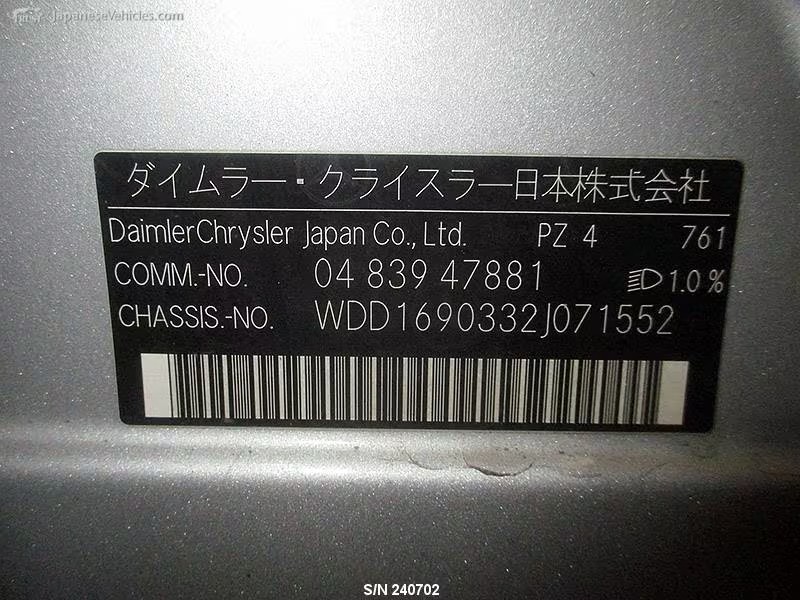 JapaneseVehicles.com
ダイムラー・クライスラー日本株式会社
DaimlerChrysler Japan Co., Ltd. PZ 4 761
COMM.-NO. 04 839 47881 1.0 %
CHASSIS.-NO. WDD1690332J071552
S/N 240702